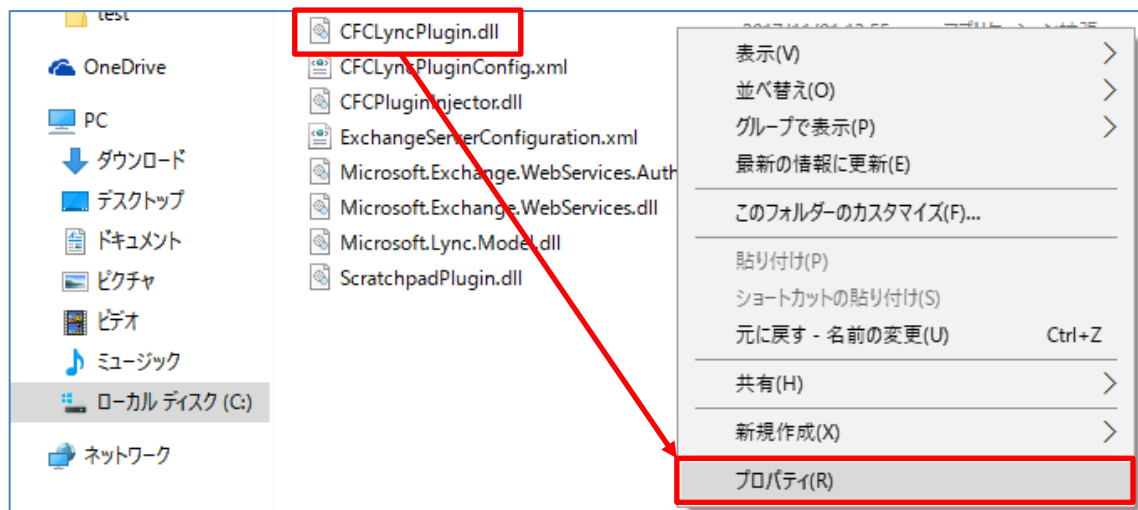 test
OneDrive
PC
ダウンロード
デスクトップ
ドキュメント
ピクチャ
ビデオ
ミュージック
ローカル ディスク (C:)
ネットワーク
CFCLyncPlugin.dll
CFCLyncPluginConfig.xml
CFCPluginInjector.dll
ExchangeServerConfiguration.xml
Microsoft.Exchange.WebServices.Auth
Microsoft.Exchange.WebServices.dll
Microsoft.Lync.Model.dll
ScratchpadPlugin.dll
表示(V)
並べ替え(O)
グループで表示(P)
最新の情報に更新(E)
このフォルダーのカスタマイズ(F)...
貼り付け(P)
ショートカットの貼り付け(S)
元に戻す - 名前の変更(U) Ctrl+Z
共有(H)
新規作成(X)
プロパティ(R)